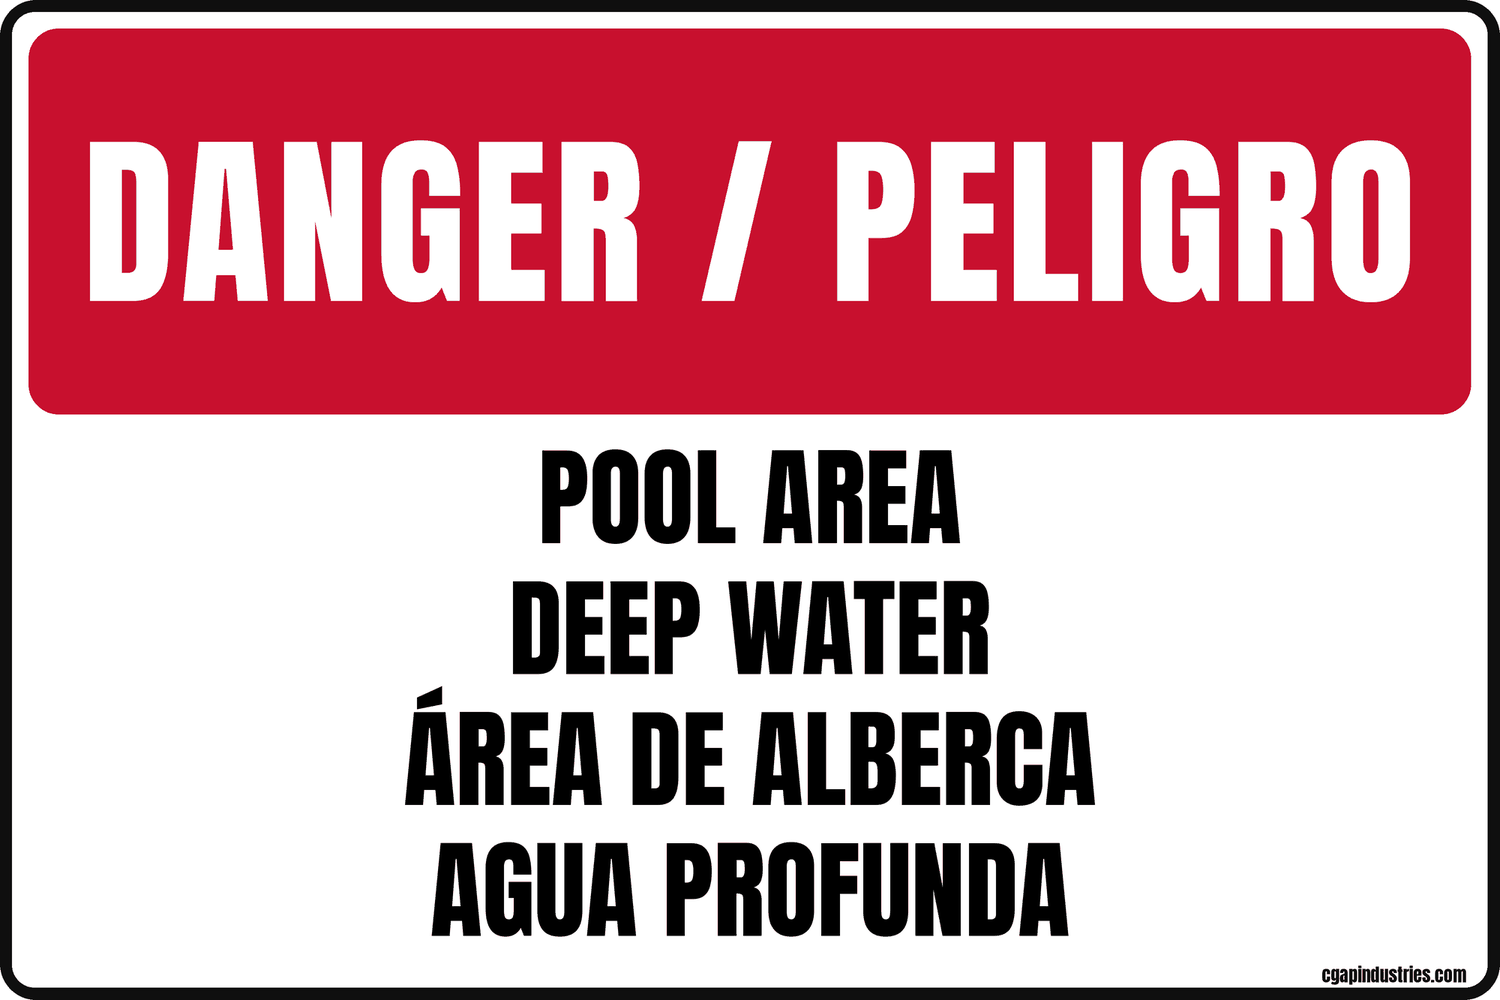 DANGER / PELIGRO
POOL AREA
DEEP WATER
ÁREA DE ALBERCA
AGUA PROFUNDA
cgapindustries.com